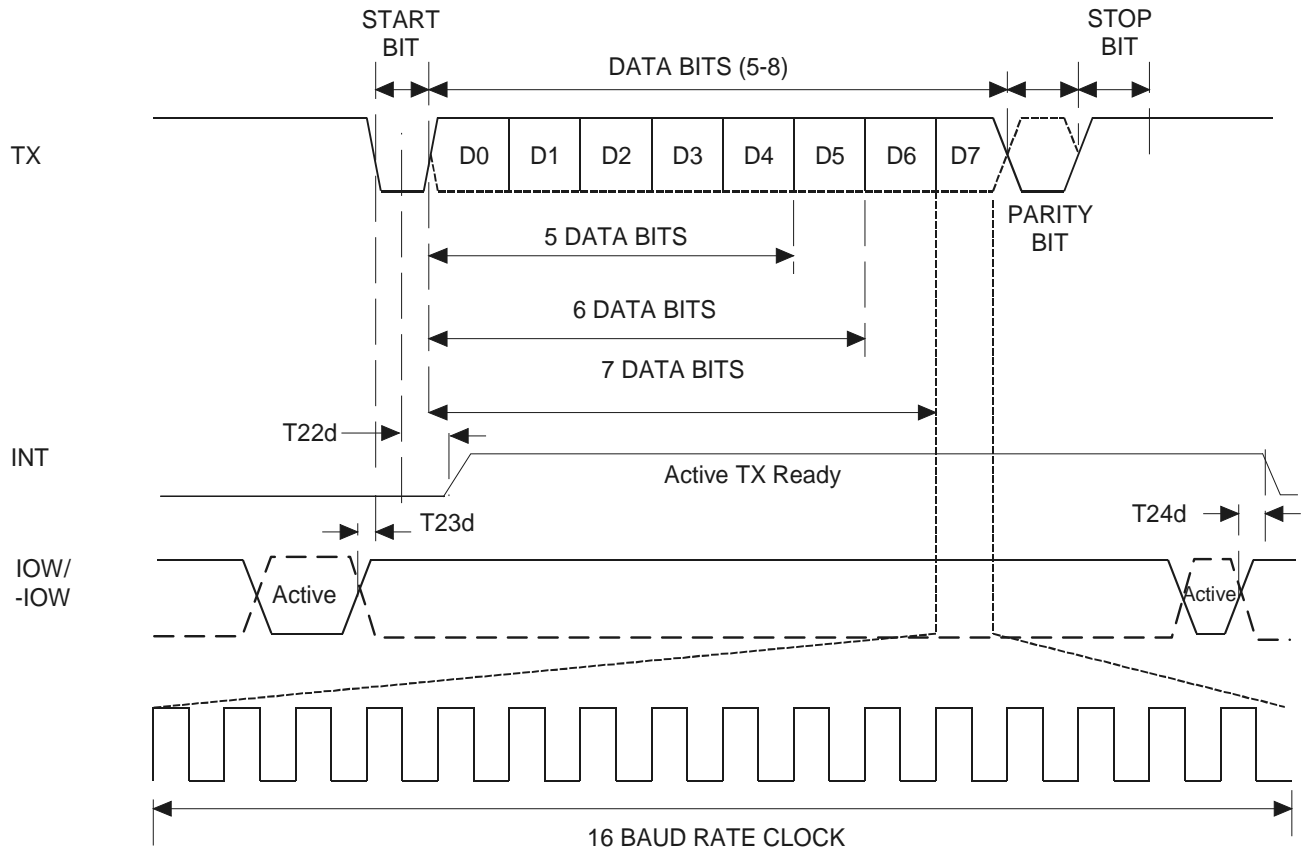 START
BIT
STOP
BIT
DATA BITS (5-8)
TX
D0 D1 D2 D3 D4 D5 D6 D7
PARITY
BIT
5 DATA BITS
6 DATA BITS
7 DATA BITS
T22d
INT
Active TX Ready
T23d
T24d
IOW/
-IOW
Active
Active
16 BAUD RATE CLOCK